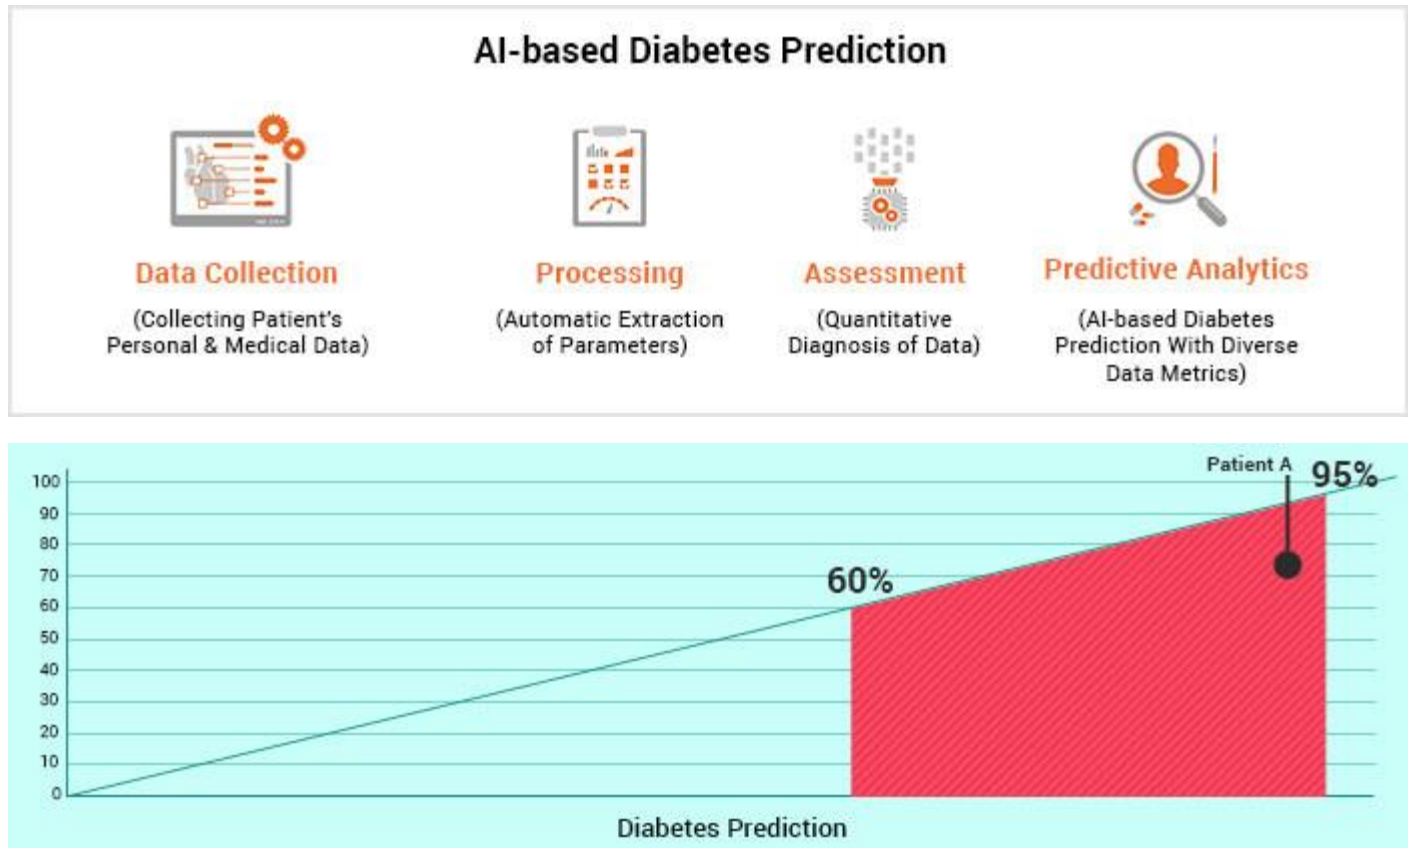 AI-based Diabetes Prediction
Data Collection
(Collecting Patient's
Personal & Medical Data)
Processing
(Automatic Extraction
of Parameters)
Assessment
(Quantitative
Diagnosis of Data)
Predictive Analytics
(AI-based Diabetes
Prediction With Diverse
Data Metrics)
Patient A
95%
60%
100
90
80
70
60
50
40
30
20
10
0
Diabetes Prediction